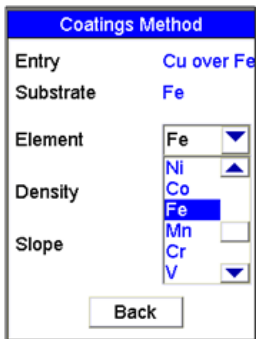 Coatings Method
Entry Cu over Fe
Substrate Fe
Element Fe
Ni
Co
Density
Fe
Mn
Slope
Cr
V
Back